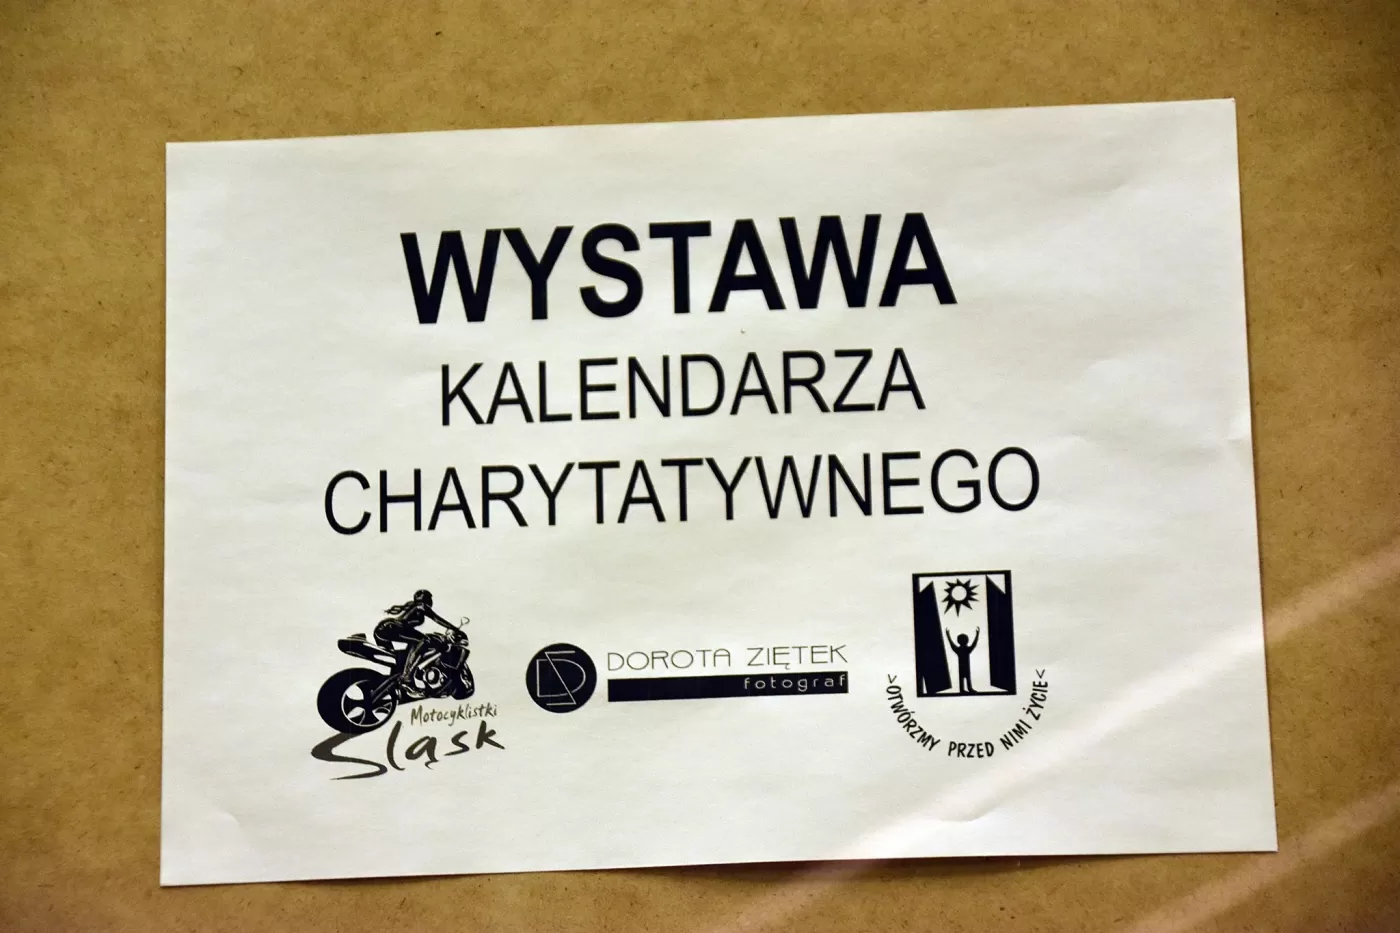 WYSTAWA
KALENDARZA
CHARYTATYWNEGO
Motocyklistki
Śląsk
DOROTA ZIĘTEK
fotograf
>OTWÓRZMY PRZED NIMI ŻYCIE<